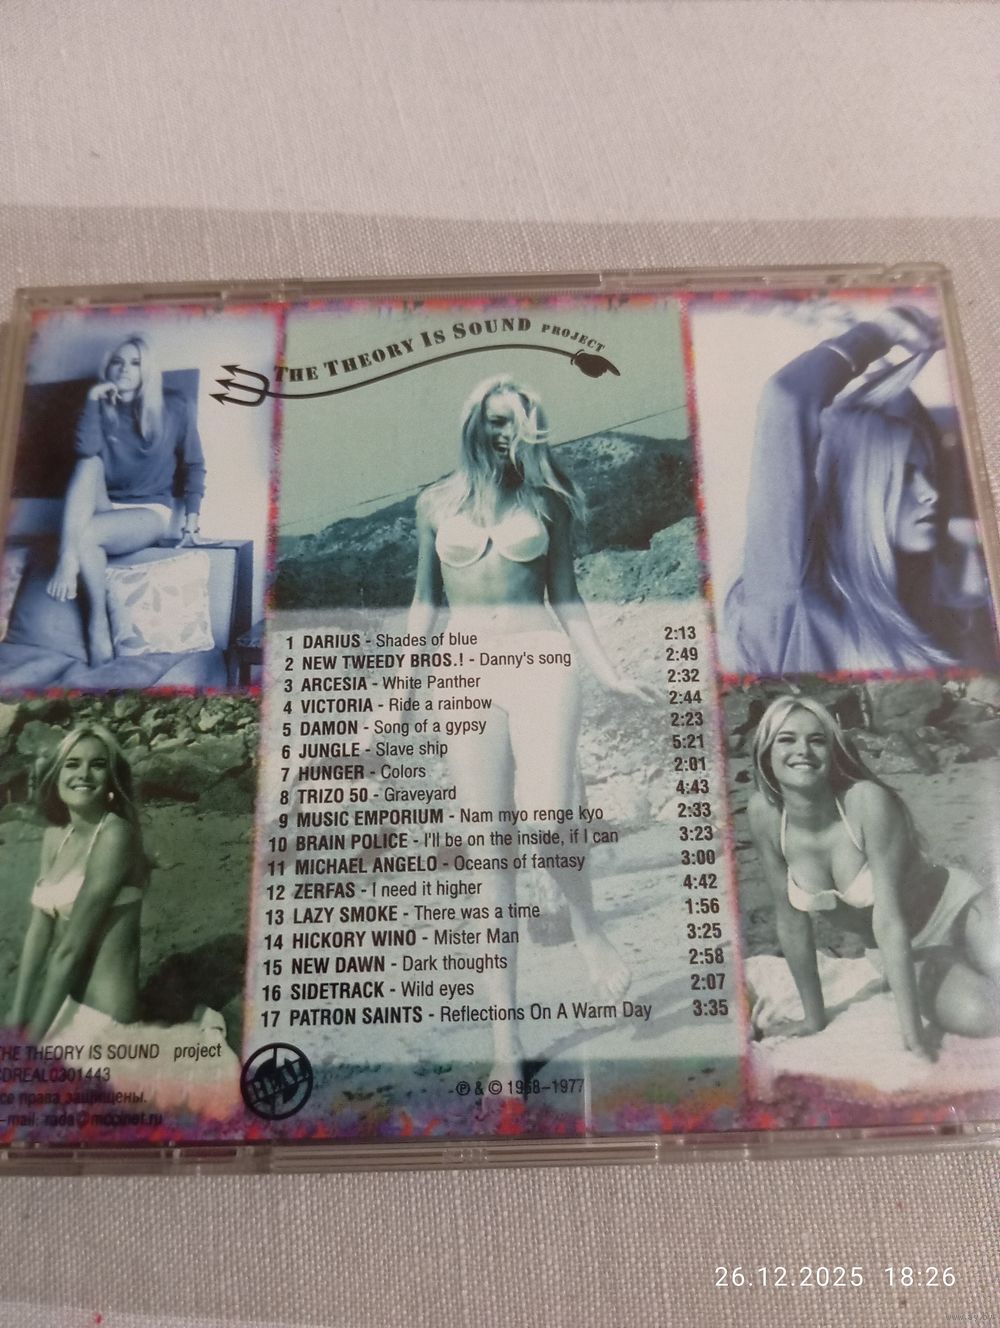 THE THEORY IS SOUND PROJECT
1 DARIUS - Shades of blue 2:13
2 NEW TWEEDY BROS.! - Danny's song 2:49
3 ARCESIA - White Panther 2:32
4 VICTORIA - Ride a rainbow 2:44
5 DAMON - Song of a gypsy 2:23
6 JUNGLE - Slave ship 5:21
7 HUNGER - Colors 2:01
8 TRIZO 50 - Graveyard 4:43
9 MUSIC EMPORIUM - Nam myo renge kyo 2:33
10 BRAIN POLICE - I'll be on the inside, if I can 3:23
11 MICHAEL ANGELO - Oceans of fantasy 3:00
12 ZERFAS - I need it higher 4:42
13 LAZY SMOKE - There was a time 1:56
14 HICKORY WINO - Mister Man 3:25
15 NEW DAWN - Dark thoughts 2:58
16 SIDETRACK - Wild eyes 2:07
17 PATRON SAINTS - Reflections On A Warm Day 3:35
THE THEORY IS SOUND project
CDREAL0301443
все права защищены.
REAL
℗ & © 1968-1977
26.12.2025 18:26